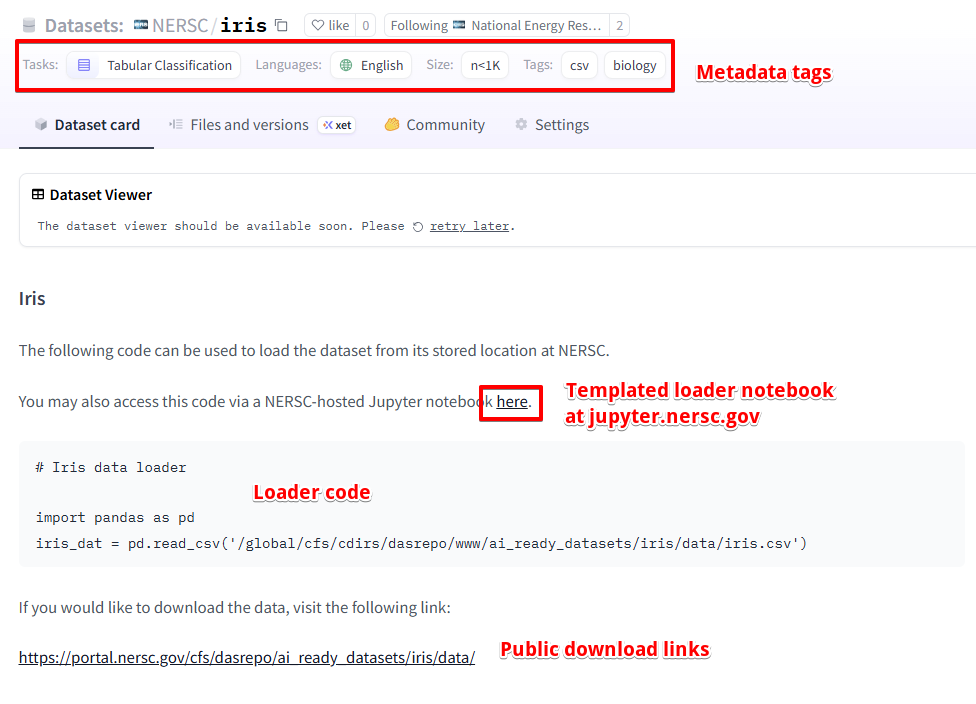 Datasets: NERSC/iris like 0 Following National Energy Res... 2
Tasks: Tabular Classification Languages: English Size: n<1K Tags: csv biology
Metadata tags
Dataset card Files and versions xet Community Settings
Dataset Viewer
The dataset viewer should be available soon. Please retry later.
Iris
The following code can be used to load the dataset from its stored location at NERSC.
You may also access this code via a NERSC-hosted Jupyter notebook here.
Templated loader notebook
at jupyter.nersc.gov
# Iris data loader
Loader code
import pandas as pd
iris_dat = pd.read_csv('/global/cfs/cdirs/dasrepo/www/ai_ready_datasets/iris/data/iris.csv')
If you would like to download the data, visit the following link:
https://portal.nersc.gov/cfs/dasrepo/ai_ready_datasets/iris/data/
Public download links